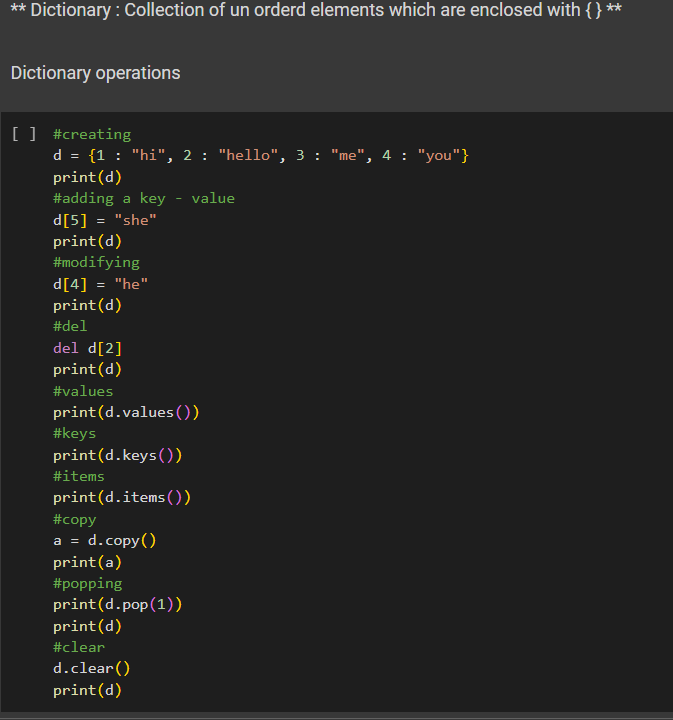 ** Dictionary : Collection of un orderd elements which are enclosed with { } **
Dictionary operations
[ ] #creating
d = {1 : "hi", 2 : "hello", 3 : "me", 4 : "you"}
print(d)
#adding a key - value
d[5] = "she"
print(d)
#modifying
d[4] = "he"
print(d)
#del
del d[2]
print(d)
#values
print(d.values())
#keys
print(d.keys())
#items
print(d.items())
#copy
a = d.copy()
print(a)
#popping
print(d.pop(1))
print(d)
#clear
d.clear()
print(d)